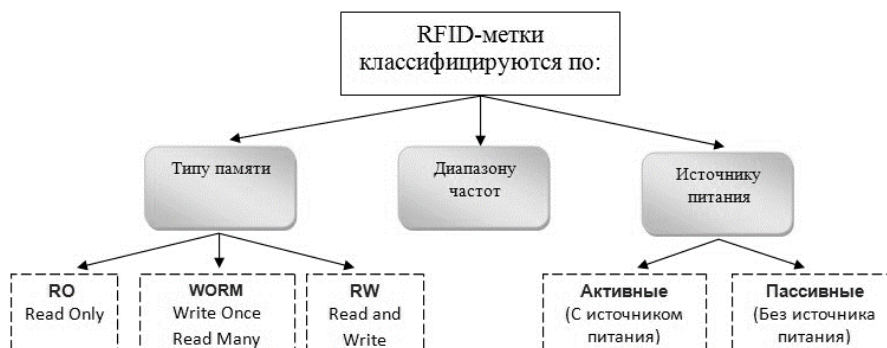 RFID-метки
классифицируются по:
Типу памяти
Диапазону
частот
Источнику
питания
RO
Read Only
WORM
Write Once
Read Many
RW
Read and
Write
Активные
(С источником
питания)
Пассивные
(Без источника
питания)